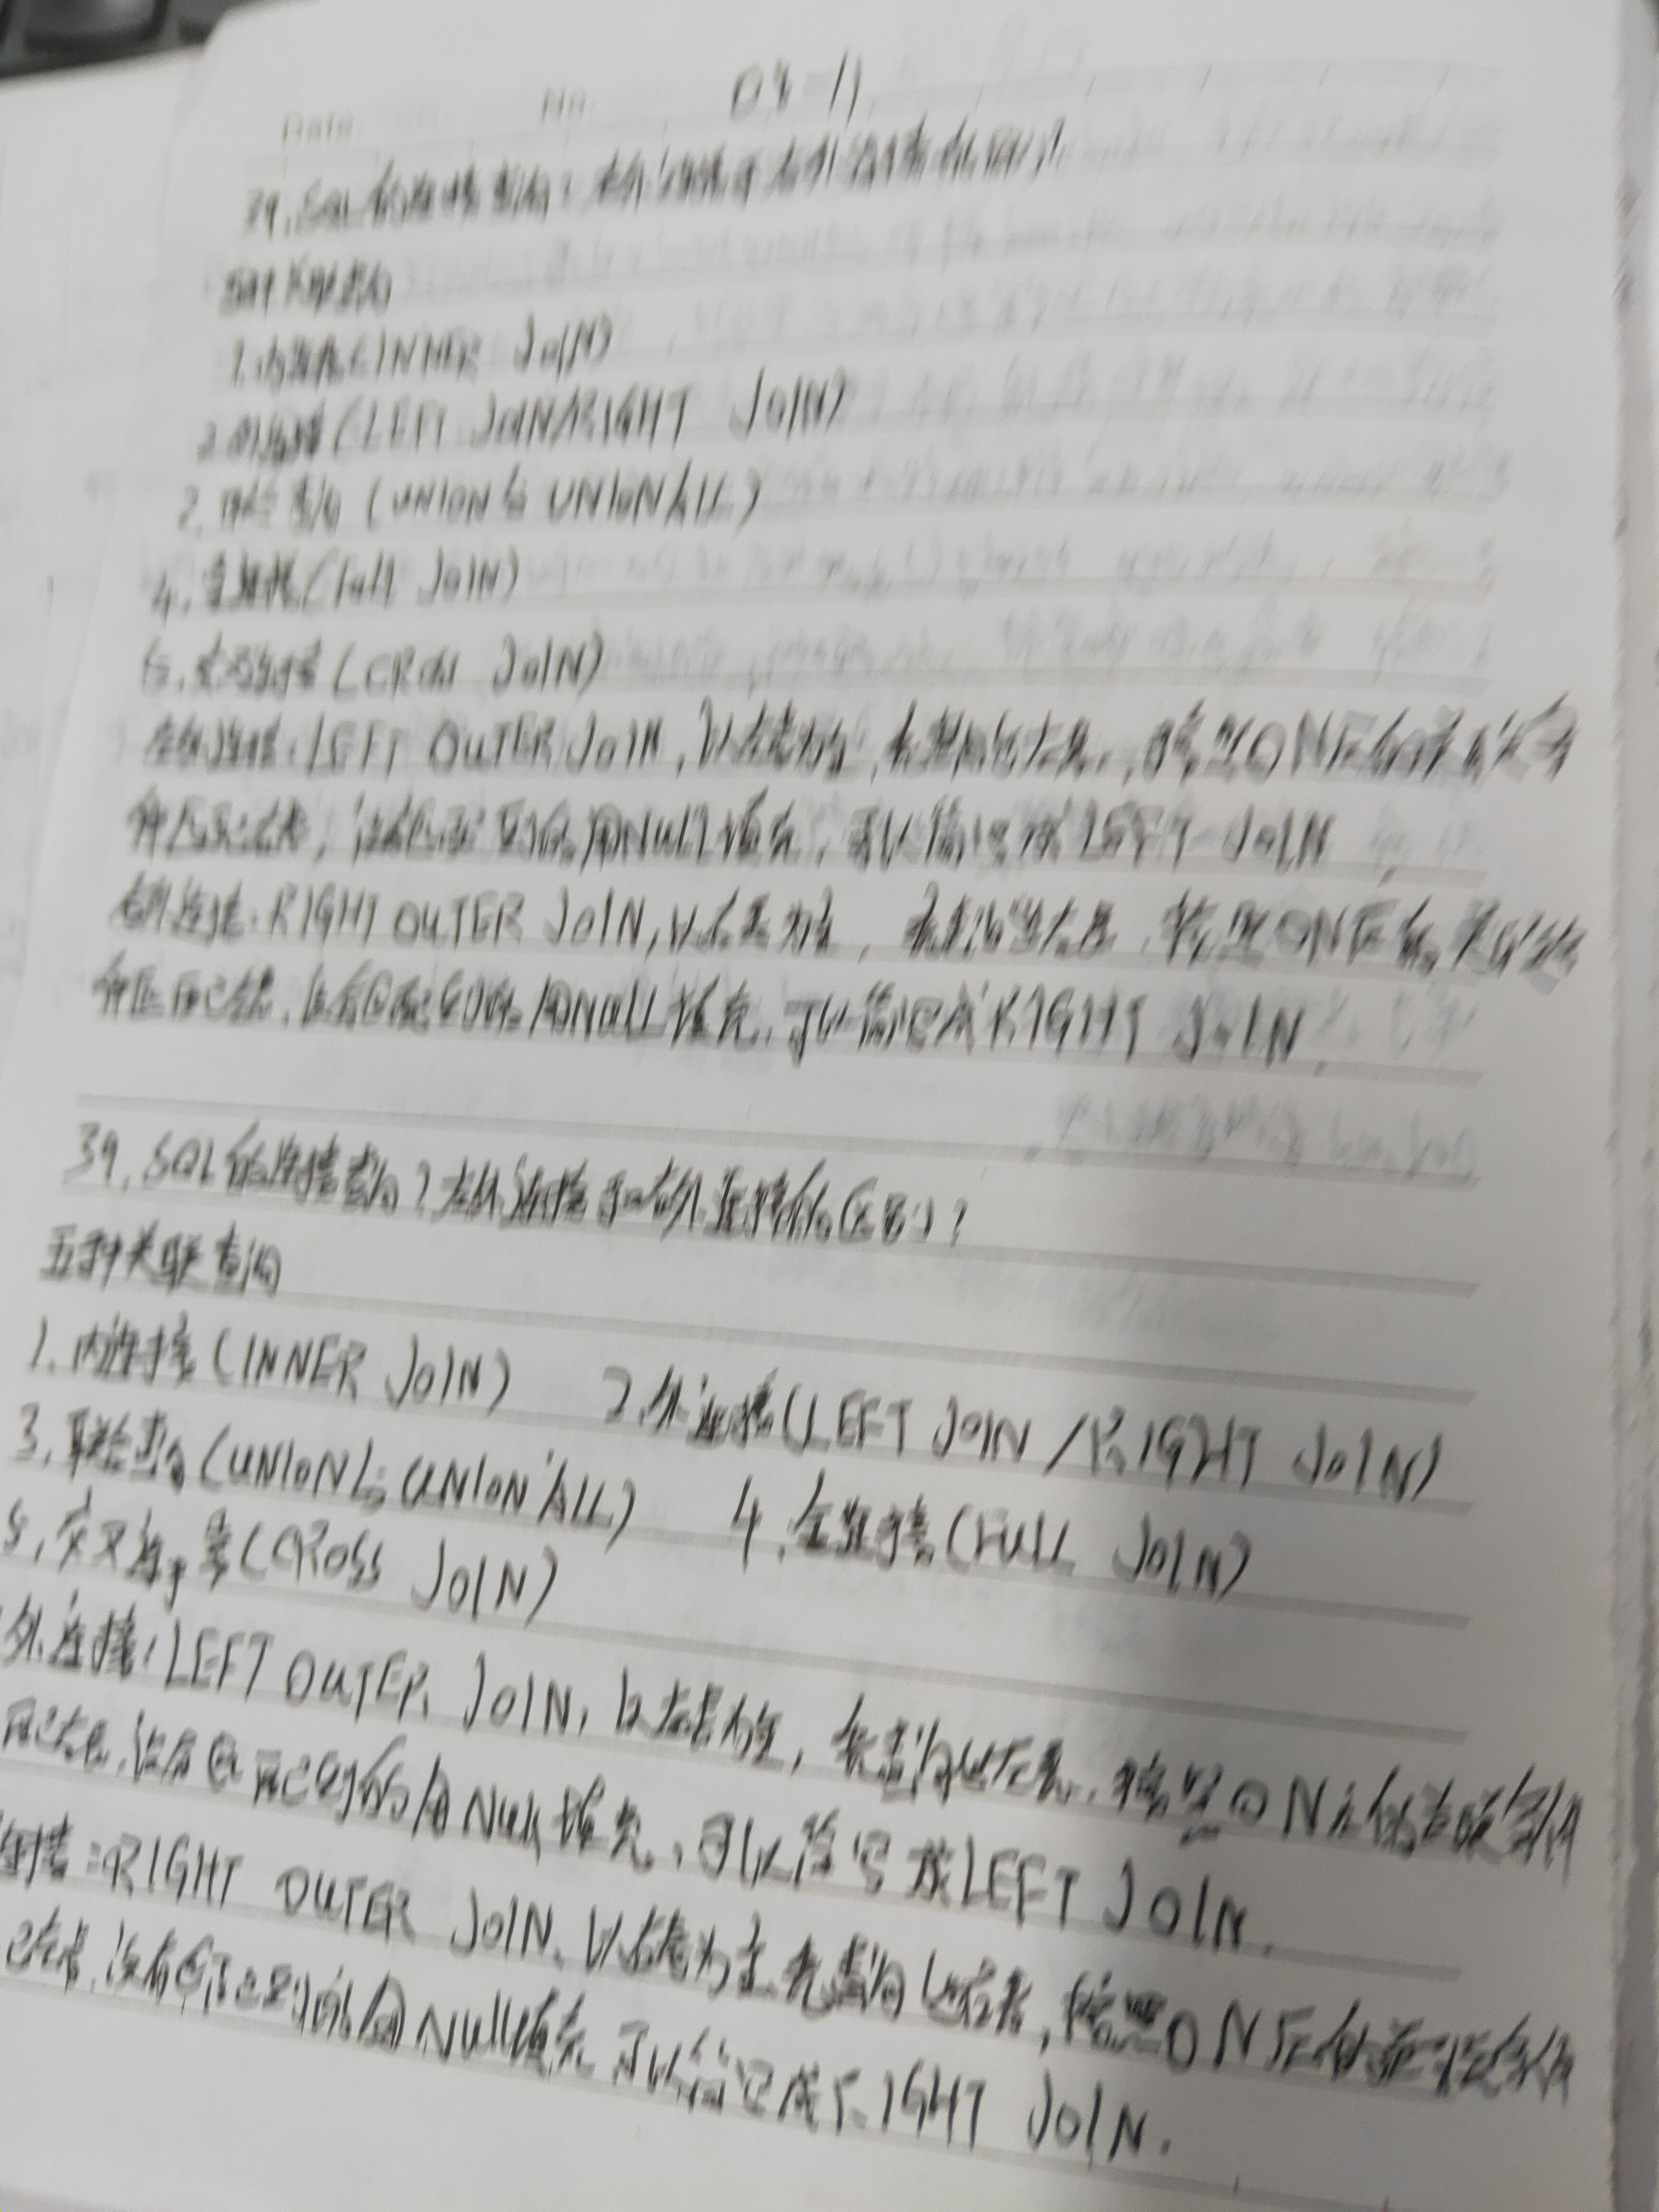 Date. No. 04-11
39.SQL的连接查询?左外连接和右外连接的区别?
五种关联查询
1.内连接(INNER JOIN)
2.外连接(LEFT JOIN/RIGHT JOIN)
联合查询(UNION与UNION ALL)
4.全连接(Full JOIN)
5.交叉连接(CROSS JOIN)
左外连接:LEFT OUTER JOIN,以左表为主,先查询出左表,按照ON后的关联条
件匹配右表,没有匹配到的用NULL填充,可以简写成LEFT JOIN
右外连接:RIGHT OUTER JOIN,以右表为主,先查询出右表,按照ON后的关联条
件匹配左表,没有匹配到的用NULL填充,可以简写成RIGHT JOIN.
39.SQL的连接查询?左外连接和右外连接的区别?
五种关联查询
1.内连接(INNER JOIN) 2.外连接(LEFT JOIN/RIGHT JOIN)
3.联合查询(UNION与UNION ALL) 4.全连接(FULL JOIN)
5.交叉连接(CROSS JOIN)
外连接:LEFT OUTER JOIN,以左表为主,先查询出左表,按照ON后的关联条件
配右表,没有匹配到的用NULL填充,可以简写成LEFT JOIN.
连接:RIGHT OUTER JOIN,以右表为主,先查询出右表,按照ON后的关联条件
配左表,没有匹配到的用NULL填充,可以简写成RIGHT JOIN.